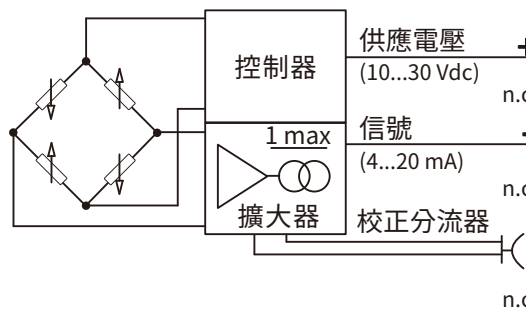 控制器
供應電壓
(10...30 Vdc)
1 max
信號
(4...20 mA)
擴大器
校正分流器